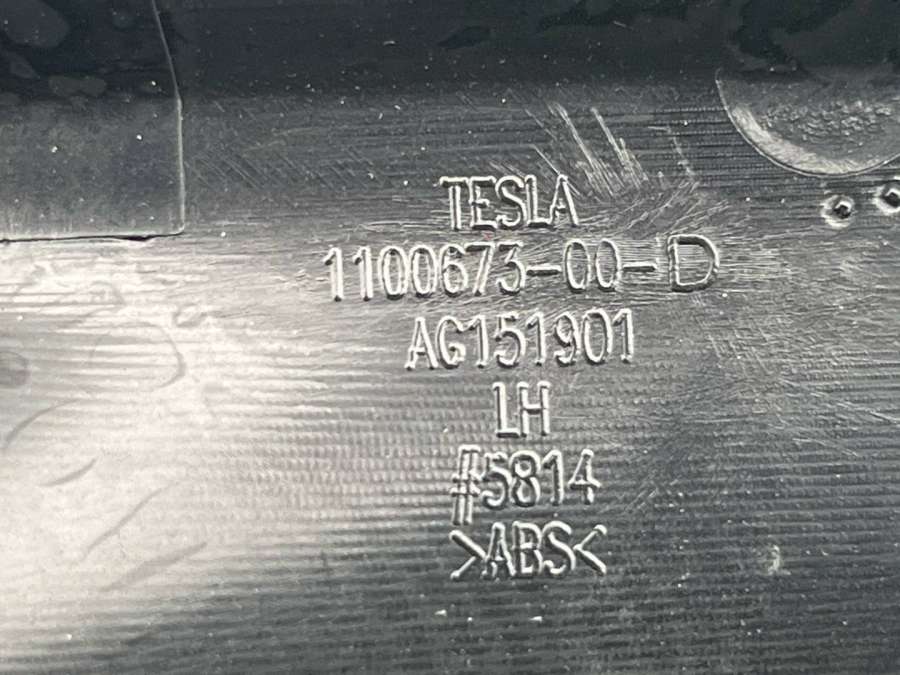 TESLA
1100673-00-D
AG151901
LH
#5814
>ABS<